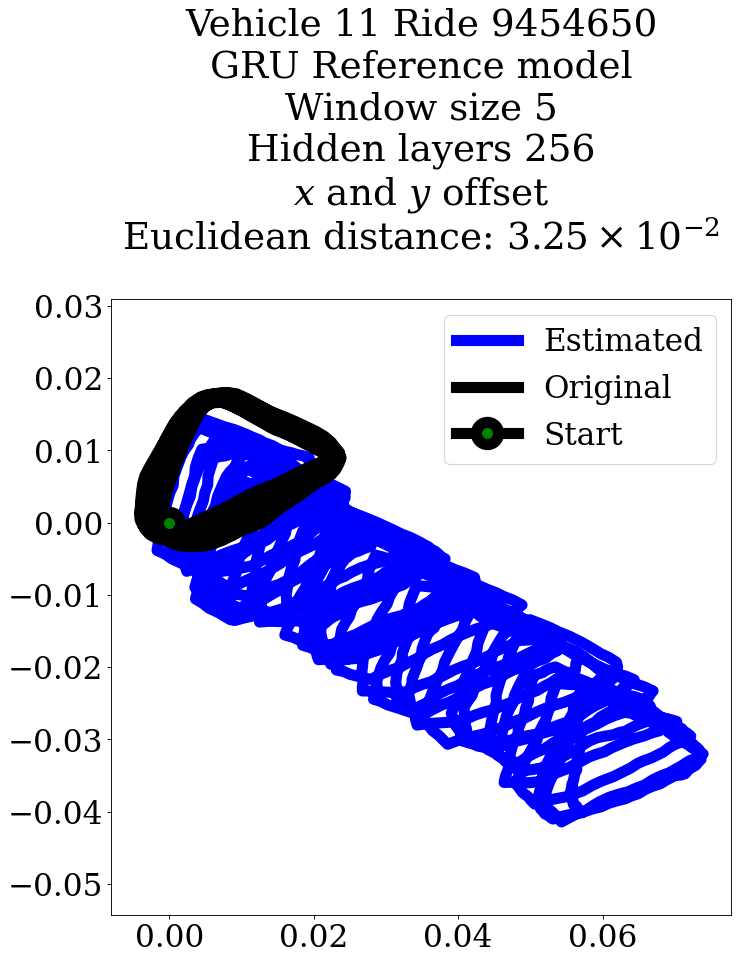 Vehicle 11 Ride 9454650
GRU Reference model
Window size 5
Hidden layers 256
x and y offset
Euclidean distance: 3.25 × 10⁻²
0.03
0.02
0.01
0.00
−0.01
−0.02
−0.03
−0.04
−0.05
Estimated
Original
Start
0.00 0.02 0.04 0.06